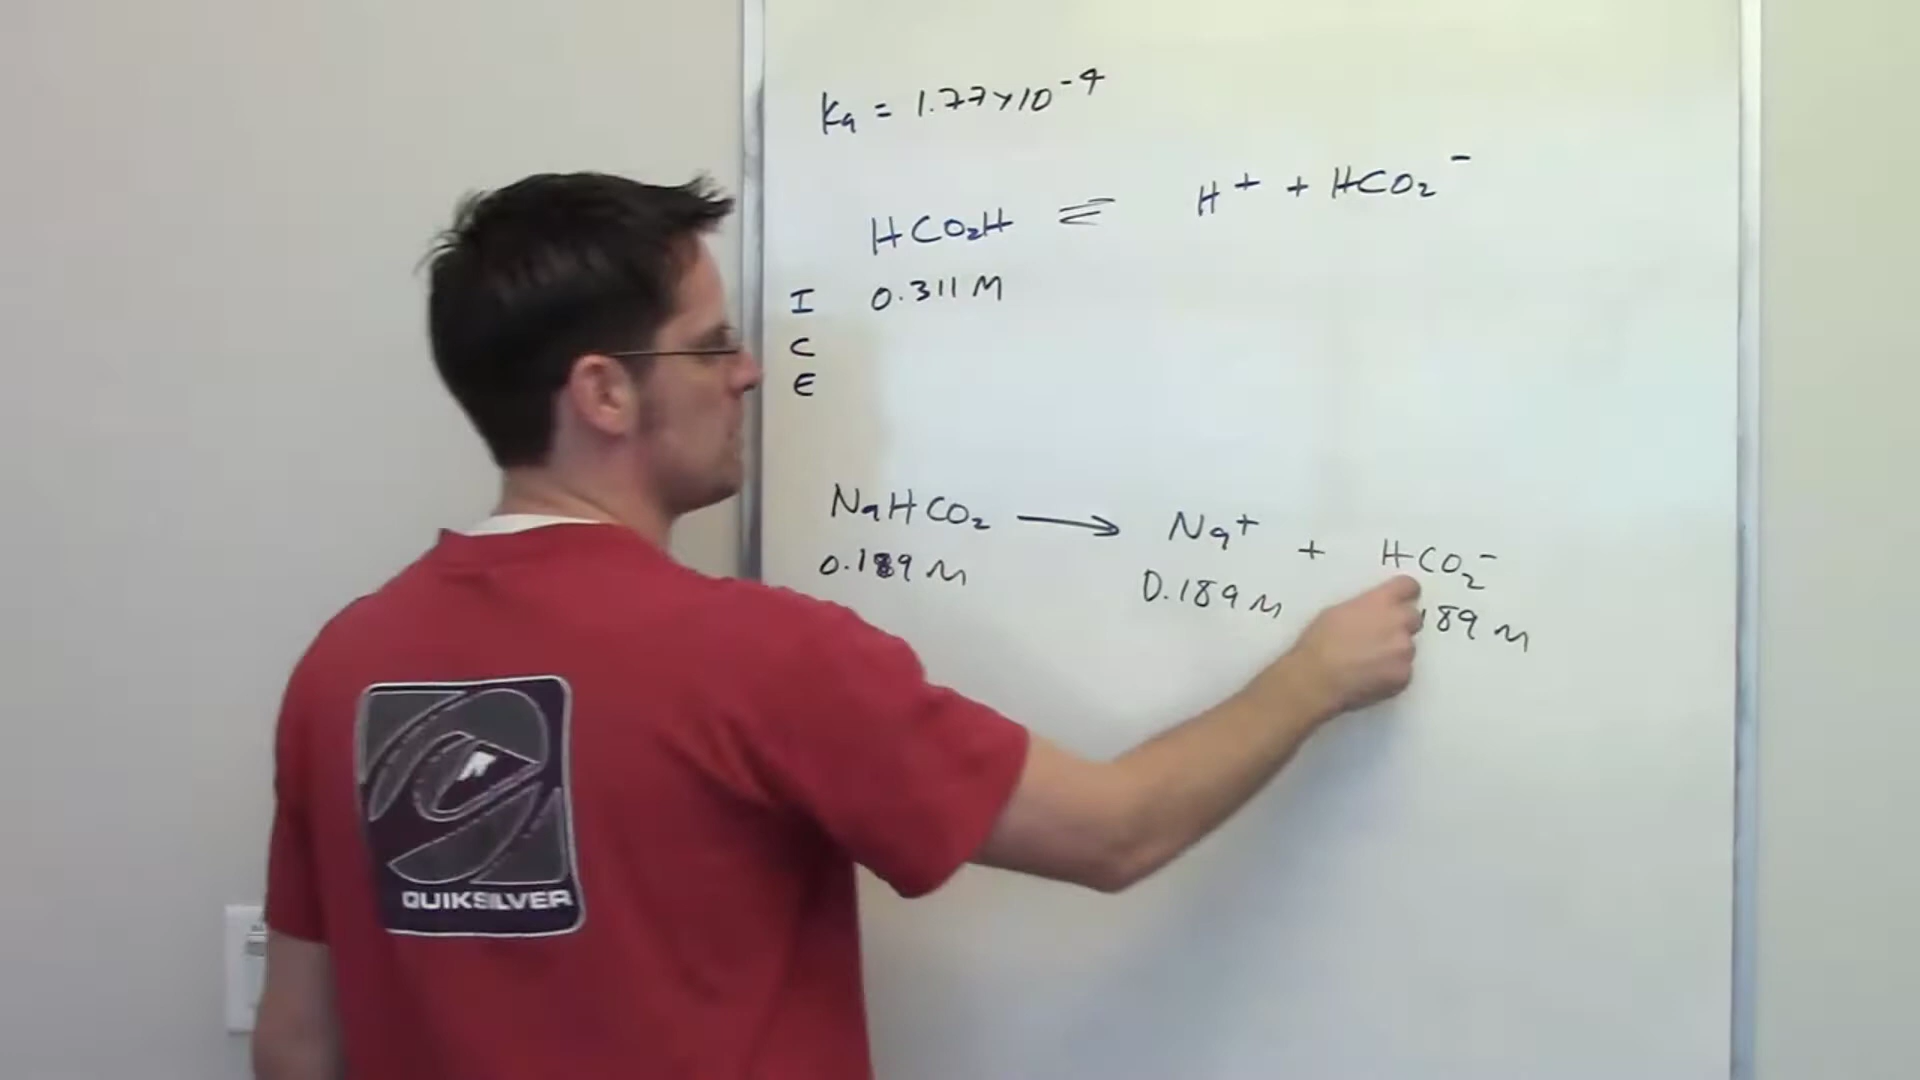 Ka = 1.77x10⁻⁴
HCO₂H ⇌ H⁺ + HCO₂⁻
I 0.311 M
C
E
NaHCO₂ → Na⁺ + HCO₂⁻
0.189 M 0.189 M 189 M
QUIKSILVER